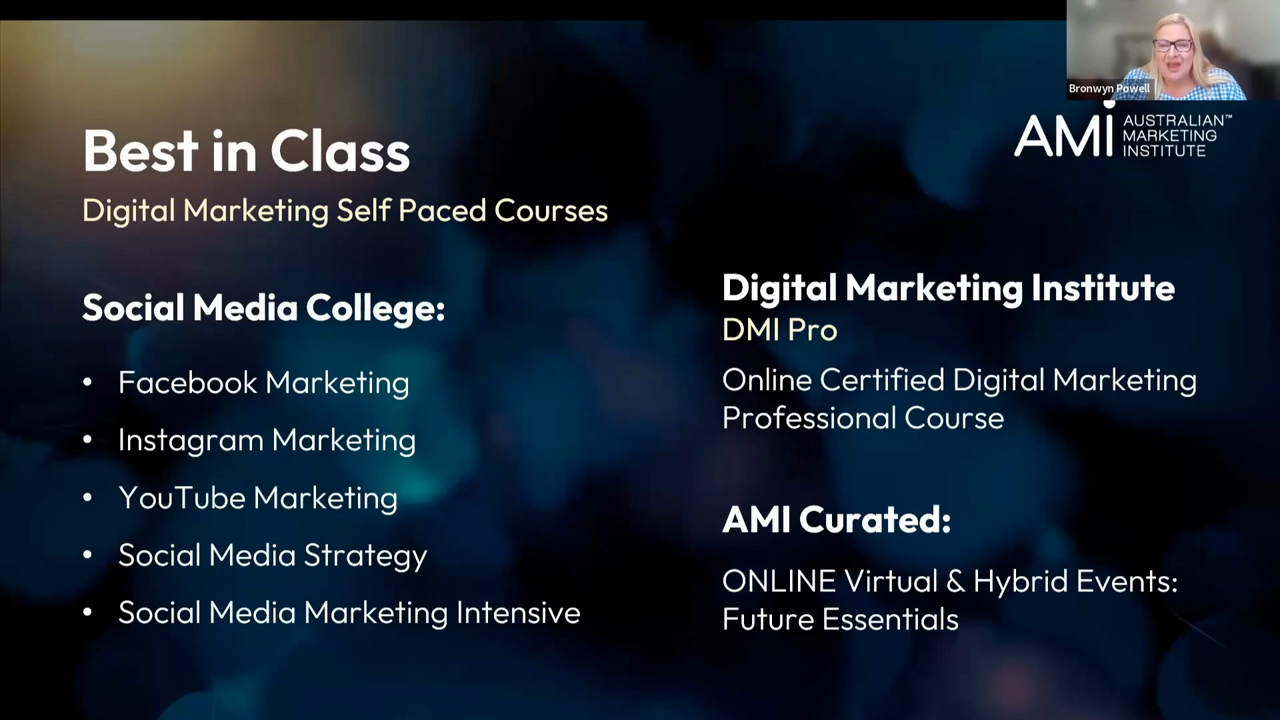 Bronwyn Powell
AMI AUSTRALIAN™
MARKETING
INSTITUTE
Best in Class
Digital Marketing Self Paced Courses
Social Media College:
• Facebook Marketing
• Instagram Marketing
• YouTube Marketing
• Social Media Strategy
• Social Media Marketing Intensive
Digital Marketing Institute
DMI Pro
Online Certified Digital Marketing
Professional Course
AMI Curated:
ONLINE Virtual & Hybrid Events:
Future Essentials